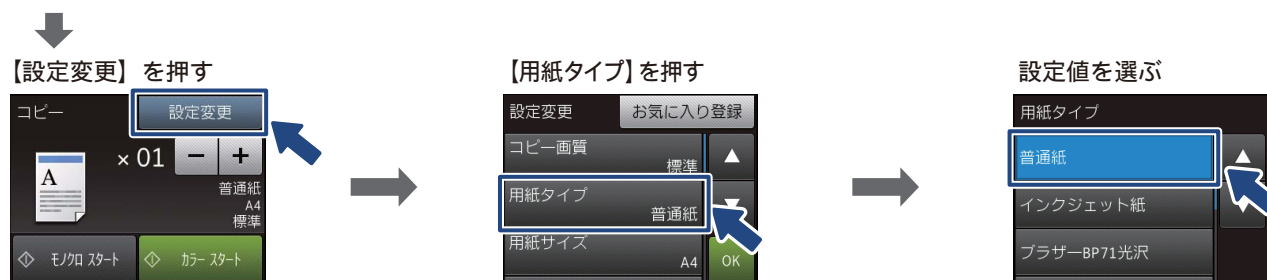 【設定変更】を押す
コピー
設定変更
×01
－
＋
A
普通紙
A4
標準
モノクロ スタート
カラー スタート
【用紙タイプ】を押す
設定変更
お気に入り登録
コピー画質
標準
用紙タイプ
普通紙
用紙サイズ
A4
OK
設定値を選ぶ
用紙タイプ
普通紙
インクジェット紙
ブラザーBP71光沢